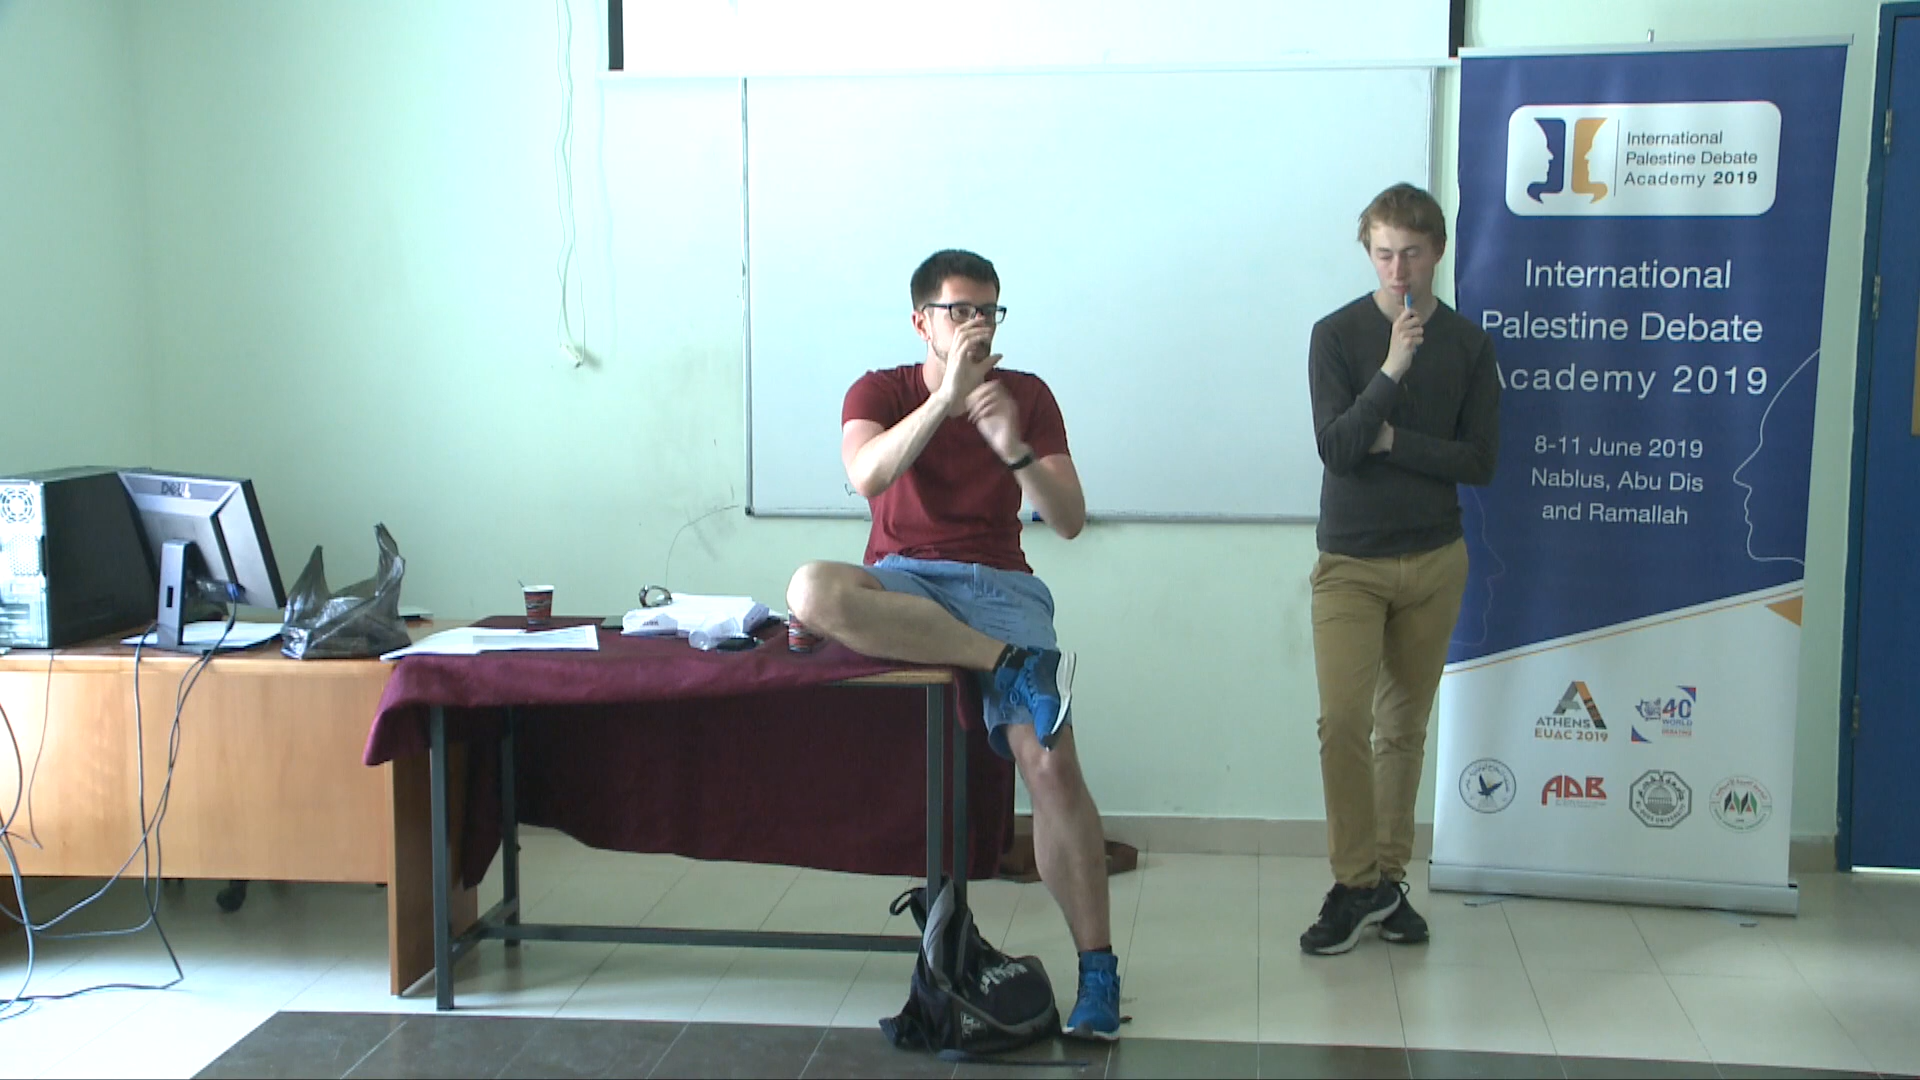 DELL
International
Palestine Debate
Academy 2019
International
Palestine Debate
Academy 2019
8-11 June 2019
Nablus, Abu Dis
and Ramallah
ATHENS
EUAC 2019
40
WORLD
ADB